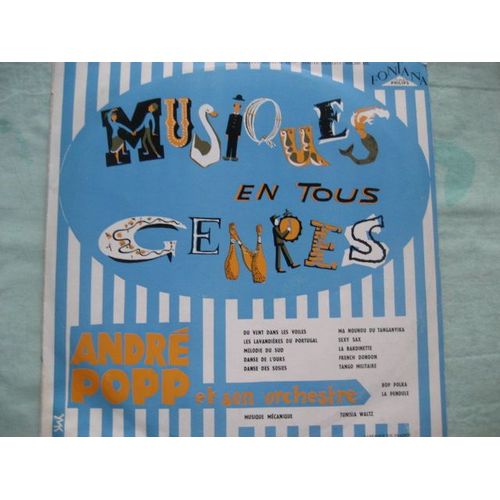 FONTANA
PHILIPS
MUSIQUES
EN TOUS
GENRES
ANDRÉ
POPP
et son orchestre
DU VENT DANS LES VOILES
LES LAVANDIÈRES DU PORTUGAL
MÉLODIE DU SUD
DANSE DE L'OURS
DANSE DES SOSIES
MUSIQUE MÉCANIQUE
MA NOUNOU DU TANGANYIKA
SEXY SAX
LA BARDINETTE
FRENCH DONDON
TANGO MILITAIRE
BOP POLKA
LA PENDULE
TUNISIA WALTZ